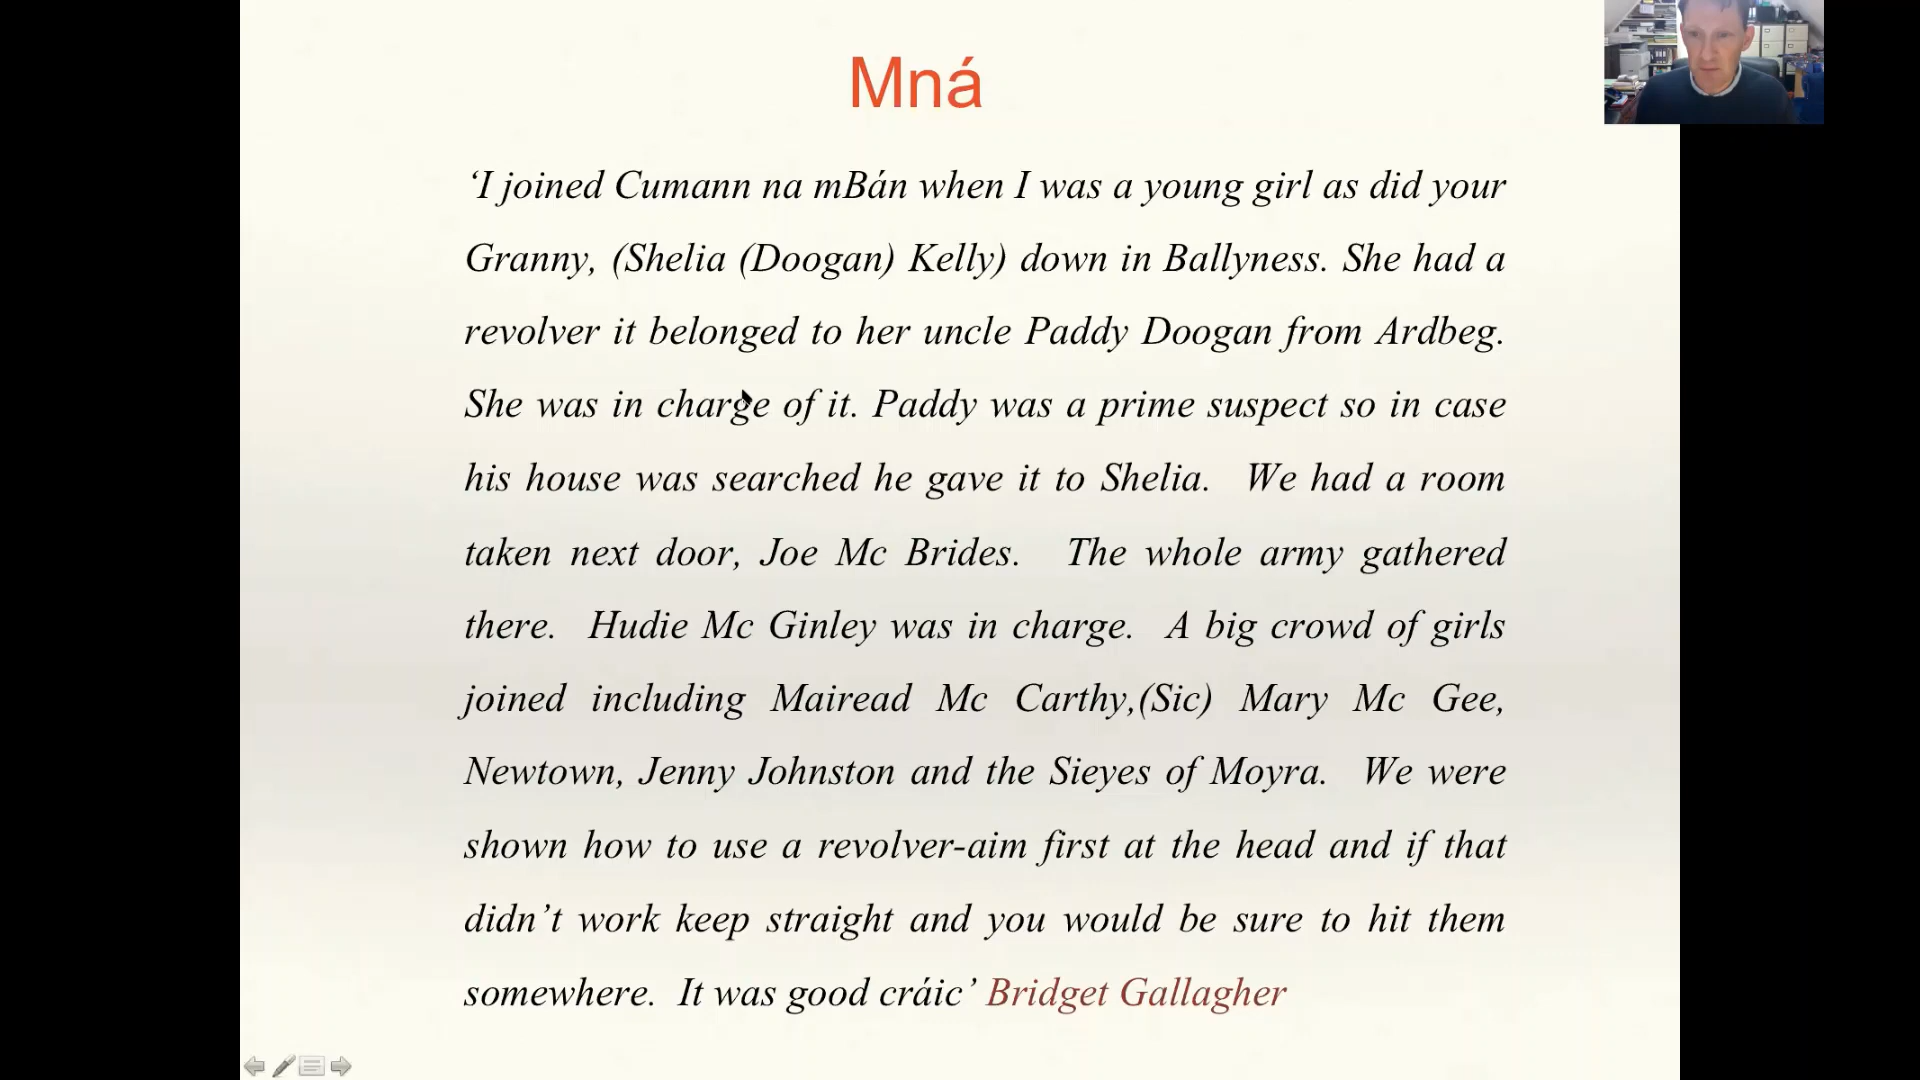 Mná
‘I joined Cumann na mBán when I was a young girl as did your
Granny, (Shelia (Doogan) Kelly) down in Ballyness. She had a
revolver it belonged to her uncle Paddy Doogan from Ardbeg.
She was in charge of it. Paddy was a prime suspect so in case
his house was searched he gave it to Shelia. We had a room
taken next door, Joe Mc Brides. The whole army gathered
there. Hudie Mc Ginley was in charge. A big crowd of girls
joined including Mairead Mc Carthy,(Sic) Mary Mc Gee,
Newtown, Jenny Johnston and the Sieyes of Moyra. We were
shown how to use a revolver-aim first at the head and if that
didn’t work keep straight and you would be sure to hit them
somewhere. It was good cráic’ Bridget Gallagher